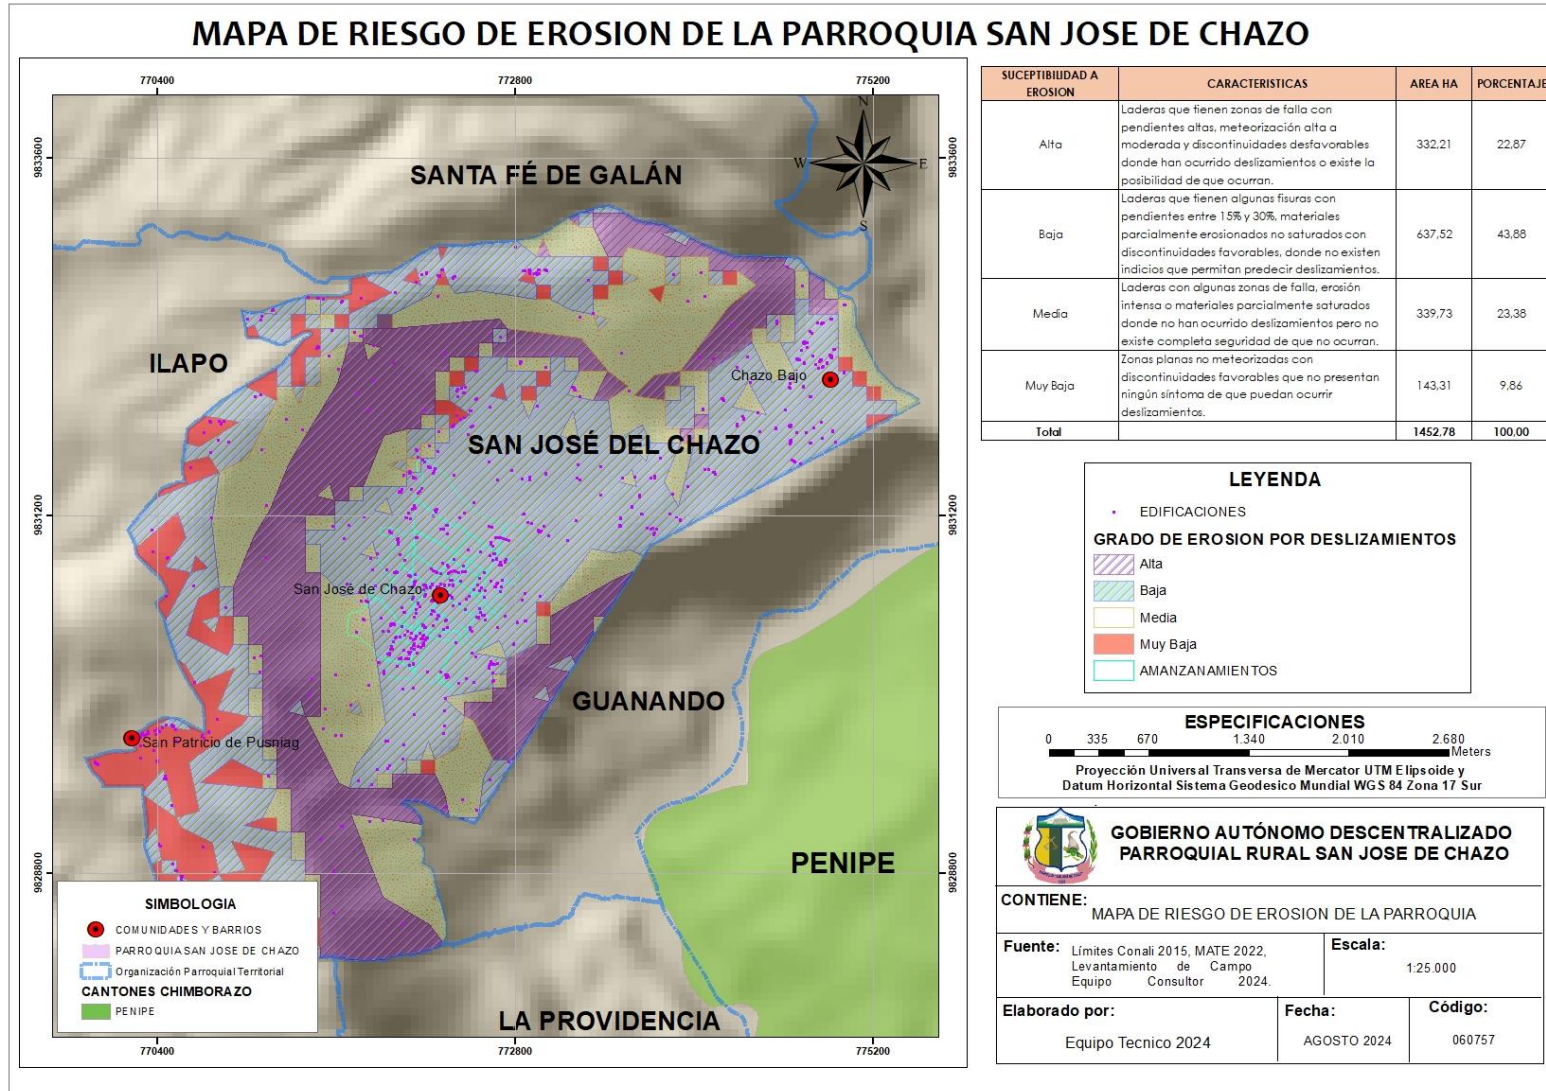 MAPA DE RIESGO DE EROSION DE LA PARROQUIA SAN JOSE DE CHAZO
770400
772800
775200
9833600
9833600
N
W
E
S
SANTA FÉ DE GALÁN
ILAPO
Chazo Bajo
SAN JOSÉ DEL CHAZO
9831200
9831200
San José de Chazo
GUANANDO
San Patricio de Pusniag
PENIPE
9828800
9828800
LA PROVIDENCIA
770400
772800
775200
SIMBOLOGIA
COMUNIDADES Y BARRIOS
PARROQUIA SAN JOSE DE CHAZO
Organización Parroquial Territorial
CANTONES CHIMBORAZO
PENIPE
SUCEPTIBILIDAD A
EROSION
CARACTERISTICAS
AREA HA
PORCENTAJE
Alta
Laderas que tienen zonas de falla con
pendientes altas, meteorización alta a
moderada y discontinuidades desfavorables
donde han ocurrido deslizamientos o existe la
posibilidad de que ocurran.
332,21
22,87
Baja
Laderas que tienen algunas fisuras con
pendientes entre 15% y 30%, materiales
parcialmente erosionados no saturados con
discontinuidades favorables, donde no existen
indicios que permitan predecir deslizamientos.
637,52
43,88
Media
Laderas con algunas zonas de falla, erosión
intensa o materiales parcialmente saturados
donde no han ocurrido deslizamientos pero no
existe completa seguridad de que no ocurran.
339,73
23,38
Muy Baja
Zonas planas no meteorizadas con
discontinuidades favorables que no presentan
ningún síntoma de que puedan ocurrir
deslizamientos.
143,31
9,86
Total
1452,78
100,00
LEYENDA
EDIFICACIONES
GRADO DE EROSION POR DESLIZAMIENTOS
Alta
Baja
Media
Muy Baja
AMANZANAMIENTOS
ESPECIFICACIONES
0 335 670 1.340 2.010 2.680
Meters
Proyección Universal Transversa de Mercator UTM Elipsoide y
Datum Horizontal Sistema Geodesico Mundial WGS 84 Zona 17 Sur
GOBIERNO AUTÓNOMO DESCENTRALIZADO
PARROQUIAL RURAL SAN JOSE DE CHAZO
CONTIENE:
MAPA DE RIESGO DE EROSION DE LA PARROQUIA
Fuente:
Límites Conali 2015, MATE 2022,
Levantamiento de Campo
Equipo Consultor 2024.
Escala:
1:25.000
Elaborado por:
Equipo Tecnico 2024
Fecha:
AGOSTO 2024
Código:
060757